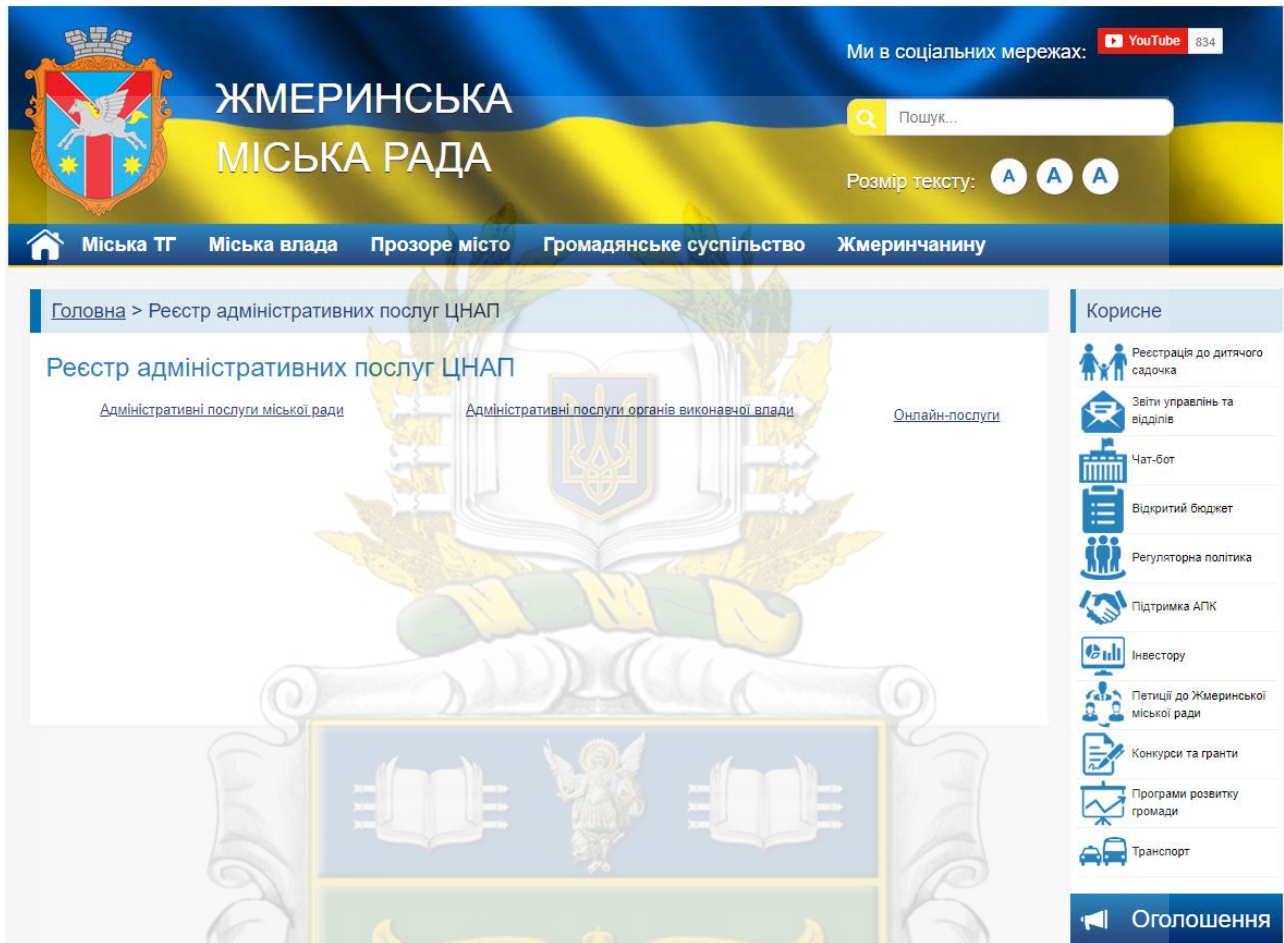 ЖМЕРИНСЬКА
МІСЬКА РАДА
Ми в соціальних мережах:
YouTube 834
Пошук...
Розмір тексту: А А А
Міська ТГ Міська влада Прозоре місто Громадянське суспільство Жмеринчанину
Головна > Реєстр адміністративних послуг ЦНАП
Реєстр адміністративних послуг ЦНАП
Адміністративні послуги міської ради Адміністративні послуги органів виконавчої влади Онлайн-послуги
Корисне
Реєстрація до дитячого
садочка
Звіти управлінь та
відділів
Чат-бот
Відкритий бюджет
Регуляторна політика
Підтримка АПК
Інвестору
Петиції до Жмеринської
міської ради
Конкурси та гранти
Програми розвитку
громади
Транспорт
Оголошення